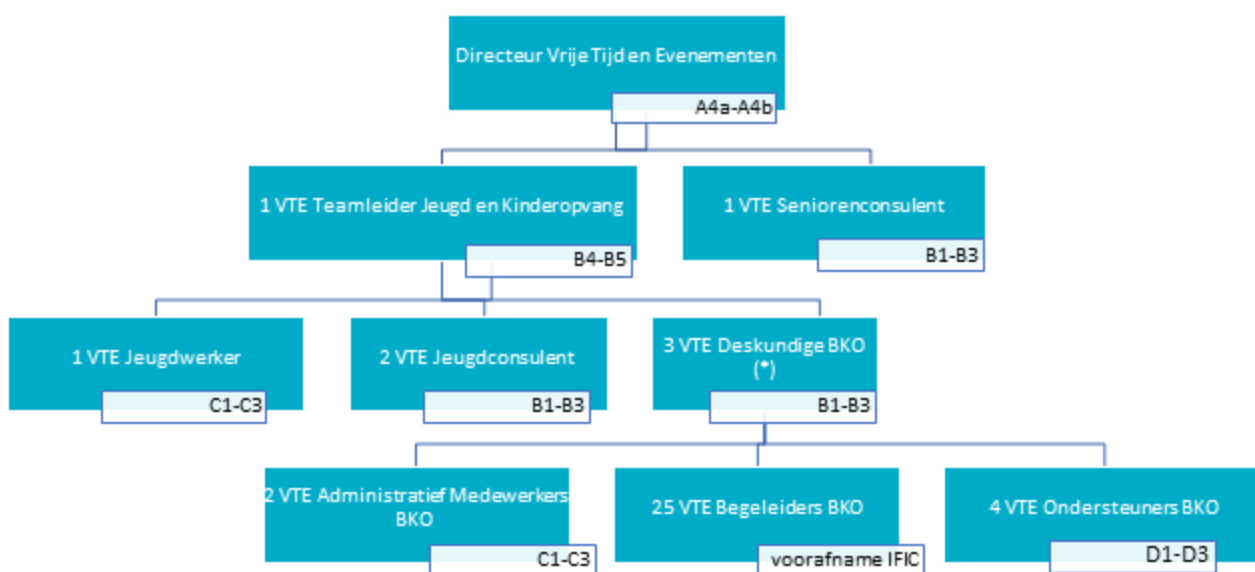 Directeur Vrije Tijd en Evenementen
A4a-A4b
1 VTE Teamleider Jeugd en Kinderopvang
B4-B5
1 VTE Seniorenconsulent
B1-B3
1 VTE Jeugdwerker
C1-C3
2 VTE Jeugdconsulent
B1-B3
3 VTE Deskundige BKO
(*)
B1-B3
2 VTE Administratief Medewerkers
BKO
C1-C3
25 VTE Begeleiders BKO
voorafname IFIC
4 VTE Ondersteuners BKO
D1-D3